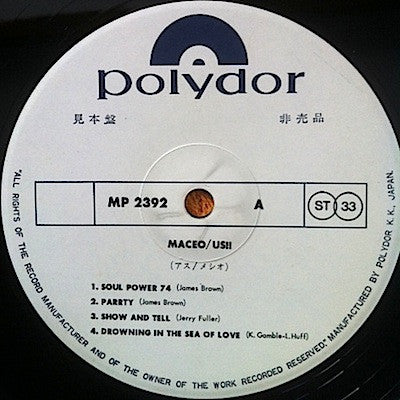 polydor
見本盤 非売品
MP 2392 A ST 33
MACEO/US!!
(アス/メシオ)
1. SOUL POWER 74 (James Brown)
2. PARRTY (James Brown)
3. SHOW AND TELL (Jerry Fuller)
4. DROWNING IN THE SEA OF LOVE (K. Gamble-L.Huff)
"ALL RIGHTS OF THE RECORD MANUFACTURER AND OF THE OWNER OF THE WORK RECORDED RESERVED." MANUFACTURED BY POLYDOR K.K., JAPAN.